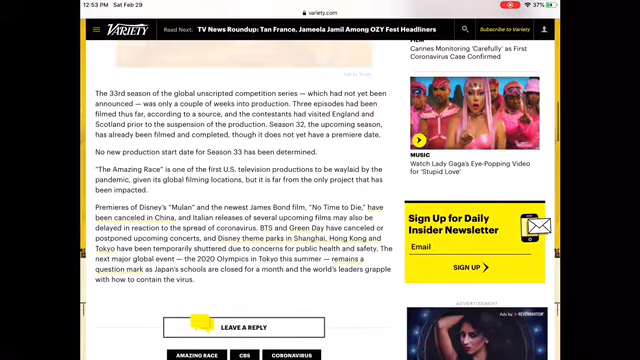 12:53 PM Sat Feb 29
37%
variety.com
VARIETY
Read Next: TV News Roundup: Tan France, Jameela Jamil Among OZY Fest Headliners
Subscribe to Variety
The 33rd season of the global unscripted competition series — which had not yet been
announced — was only a couple of weeks into production. Three episodes had been
filmed thus far, according to a source, and the contestants had visited England and
Scotland prior to the suspension of the production. Season 32, the upcoming season,
has already been filmed and completed, though it does not yet have a premiere date.
No new production start date for Season 33 has been determined.
“The Amazing Race” is one of the first U.S. television productions to be waylaid by the
pandemic, given its global filming locations, but it is far from the only project that has
been impacted.
Premieres of Disney’s “Mulan” and the newest James Bond film, “No Time to Die,” have
been canceled in China, and Italian releases of several upcoming films may also be
delayed in reaction to the spread of coronavirus. BTS and Green Day have canceled
or postponed upcoming concerts, and Disney theme parks in Shanghai, Hong Kong and
Tokyo have been temporarily shuttered due to concerns for public health and safety. The
next major global event — the 2020 Olympics in Tokyo this summer — remains a
question mark as Japan’s schools are closed for a month and the world’s leaders grapple
with how to contain the virus.
LEAVE A REPLY
AMAZING RACE
CBS
CORONAVIRUS
FILM
Cannes Monitoring ‘Carefully’ as First
Coronavirus Case Confirmed
MUSIC
Watch Lady Gaga’s Eye-Popping Video
for ‘Stupid Love’
Sign Up for Daily
Insider Newsletter
Email
SIGN UP
ADVERTISEMENT